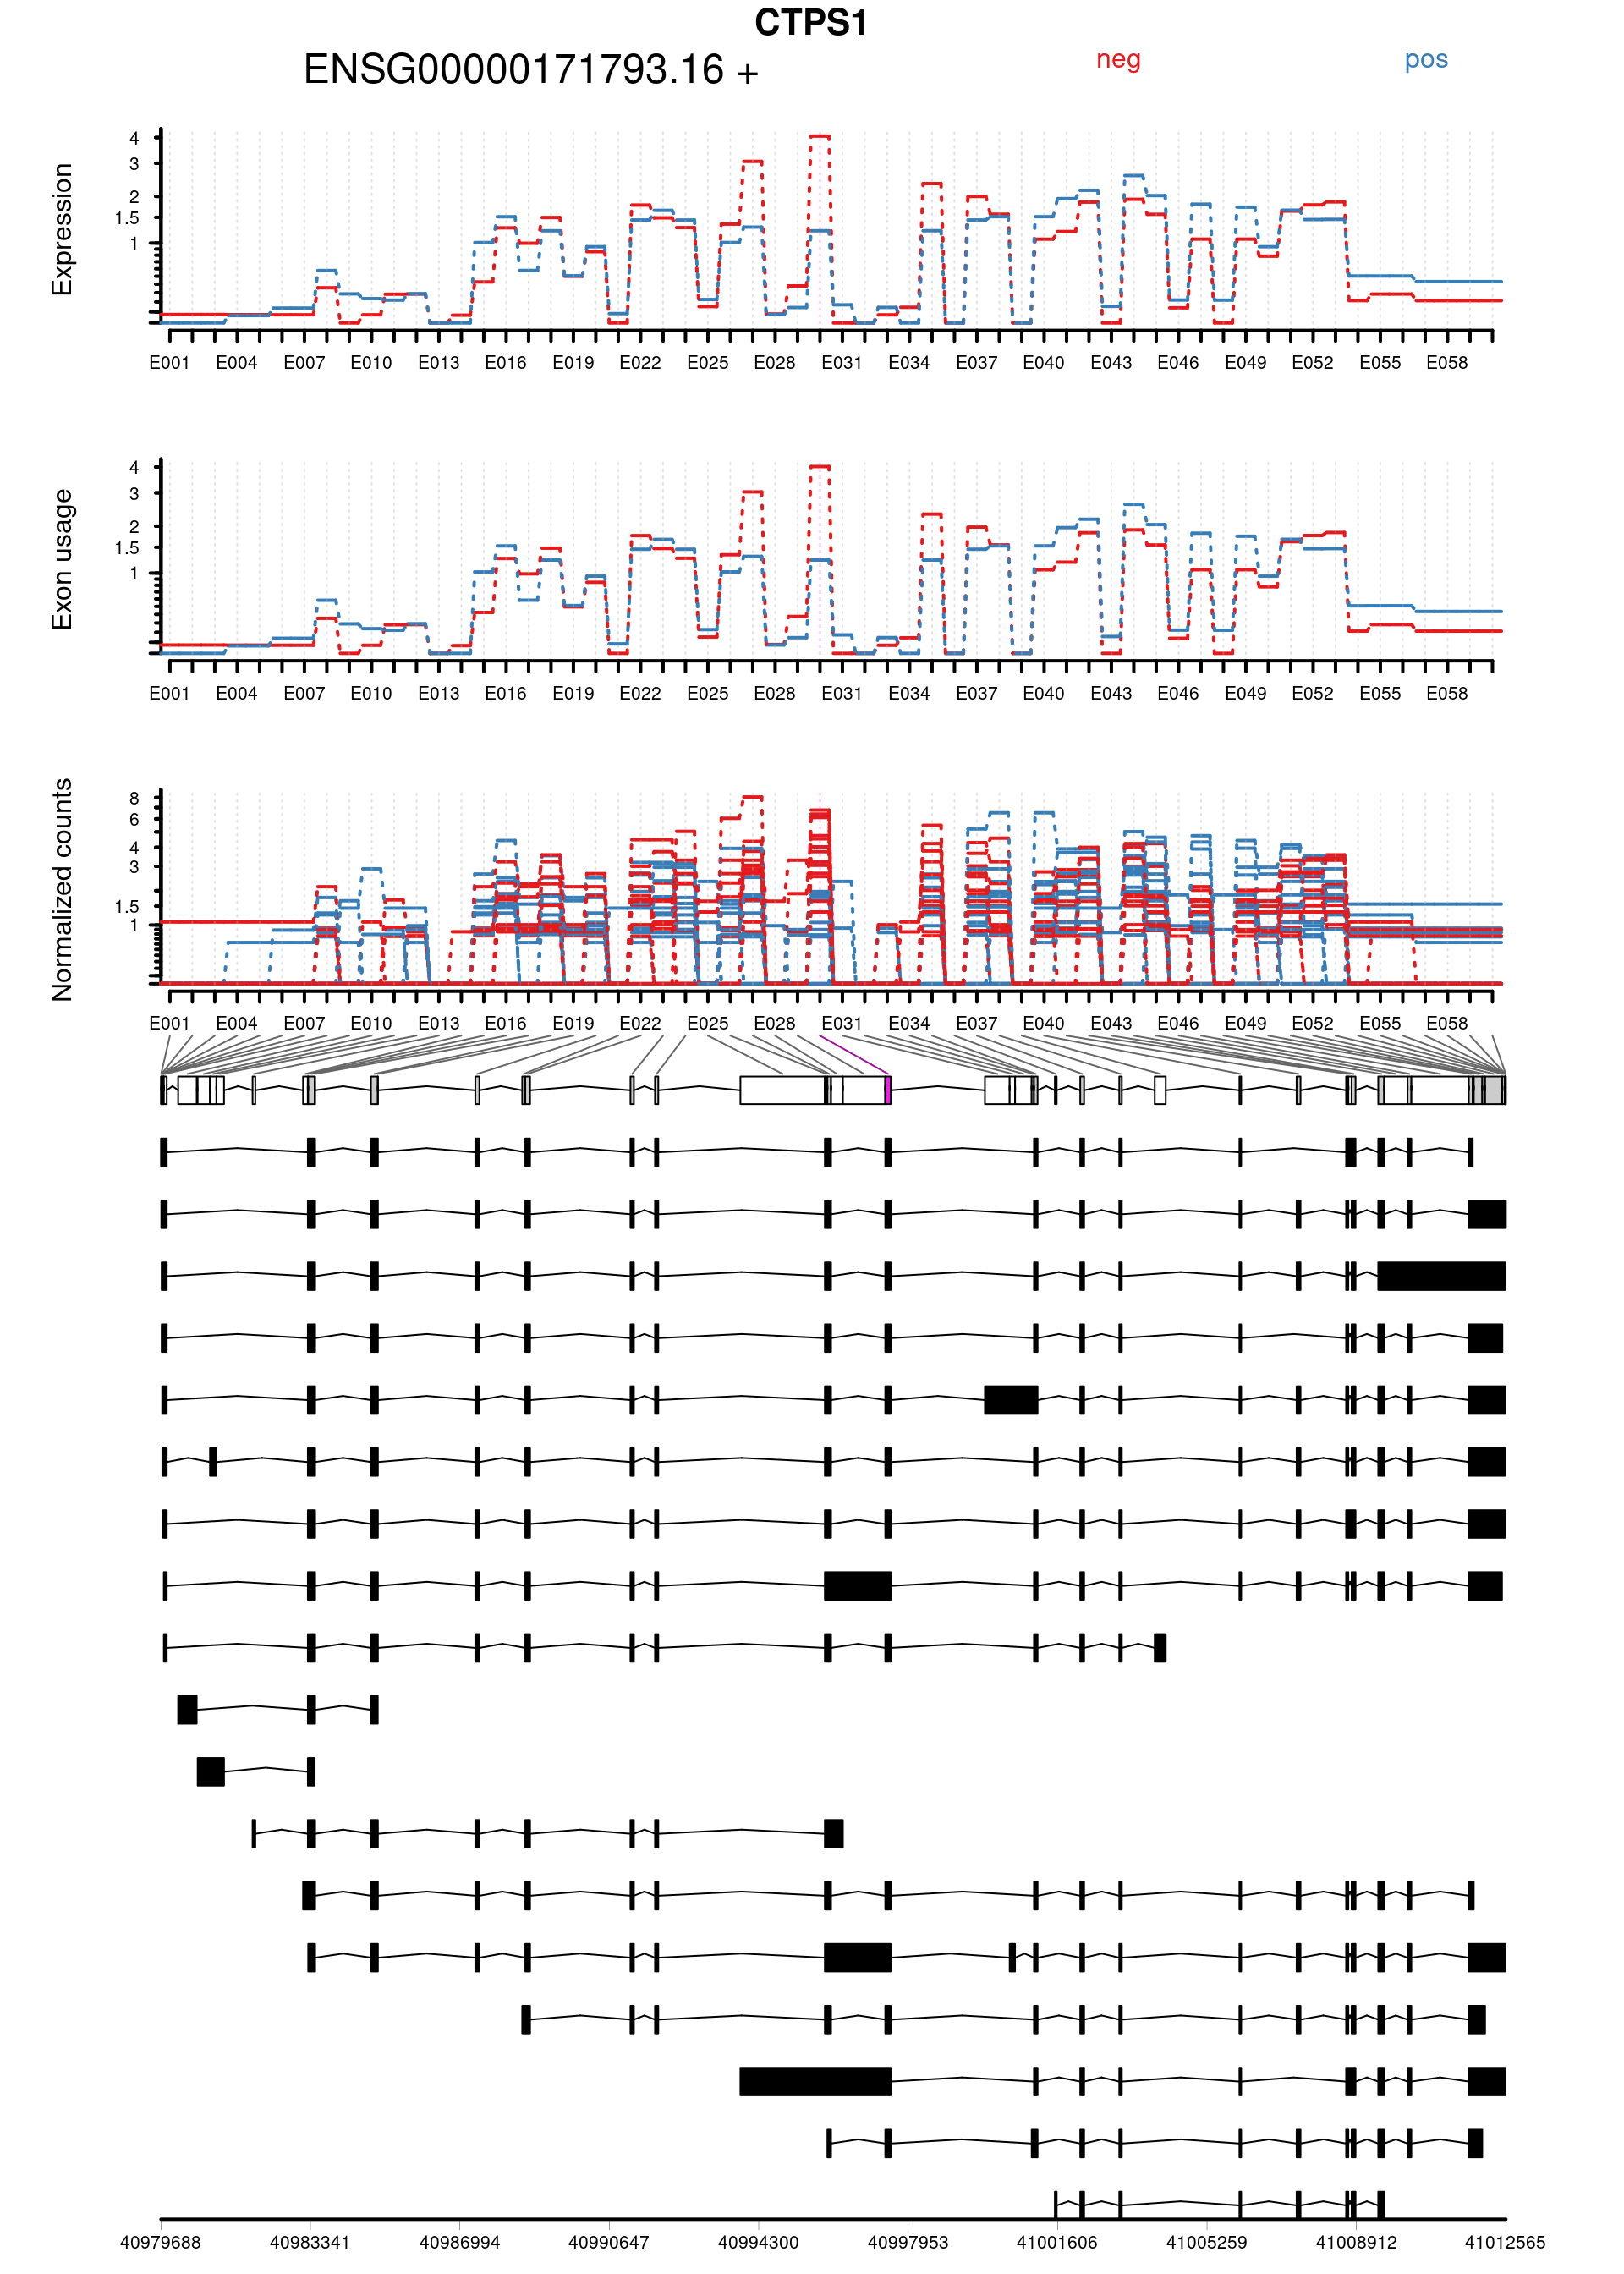 CTPS1
ENSG00000171793.16 +
neg
pos
Expression
4
3
2
1.5
1
E001 E004 E007 E010 E013 E016 E019 E022 E025 E028 E031 E034 E037 E040 E043 E046 E049 E052 E055 E058
Exon usage
4
3
2
1.5
1
E001 E004 E007 E010 E013 E016 E019 E022 E025 E028 E031 E034 E037 E040 E043 E046 E049 E052 E055 E058
Normalized counts
8
6
4
3
1.5
1
E001 E004 E007 E010 E013 E016 E019 E022 E025 E028 E031 E034 E037 E040 E043 E046 E049 E052 E055 E058
40979688 40983341 40986994 40990647 40994300 40997953 41001606 41005259 41008912 41012565